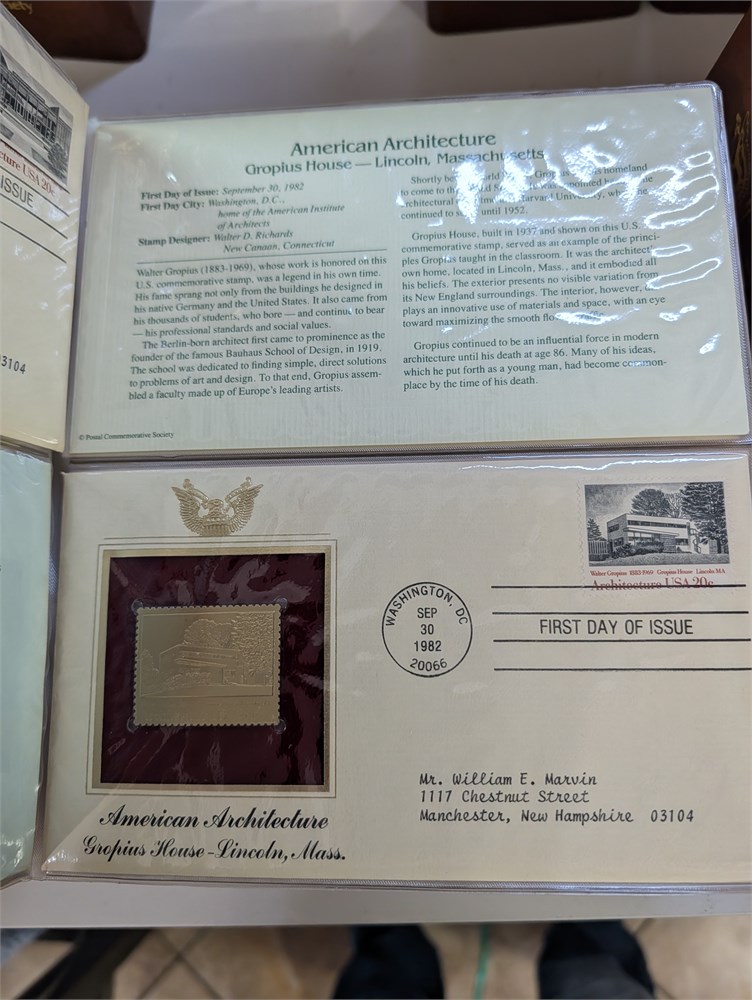 ciety
cture USA 20c
ISSUE
3104
American Architecture
Gropius House — Lincoln, Massachusetts
First Day of Issue: September 30, 1982
First Day City: Washington, D.C.,
home of the American Institute
of Architects
Stamp Designer: Walter D. Richards
New Canaan, Connecticut
Walter Gropius (1883-1969), whose work is honored on this
U.S. commemorative stamp, was a legend in his own time.
His fame sprang not only from the buildings he designed in
his native Germany and the United States. It also came from
his thousands of students, who bore — and continue to bear
— his professional standards and social values.
The Berlin-born architect first came to prominence as the
founder of the famous Bauhaus School of Design, in 1919.
The school was dedicated to finding simple, direct solutions
to problems of art and design. To that end, Gropius assem-
bled a faculty made up of Europe's leading artists.
© Postal Commemorative Society
Shortly homeland
to come to
architectural Harvard University,
continued to until 1952.
Gropius House, built in 1937 and shown on this U.S.
commemorative stamp, served as an example of the princi-
ples Gropius taught in the classroom. It was the architect's
own home, located in Lincoln, Mass., and it embodied all
his beliefs. The exterior presents no visible variation from
its New England surroundings. The interior, however,
plays an innovative use of materials and space, with an eye
toward maximizing the smooth
Gropius continued to be an influential force in modern
architecture until his death at age 86. Many of his ideas,
which he put forth as a young man, had become common-
place by the time of his death.
Walter Gropius 1883-1969 Gropius House Lincoln MA
Architecture USA 20c
WASHINGTON, DC
SEP
30
1982
20066
FIRST DAY OF ISSUE
Mr. William E. Marvin
1117 Chestnut Street
Manchester, New Hampshire 03104
American Architecture
Gropius House - Lincoln, Mass.